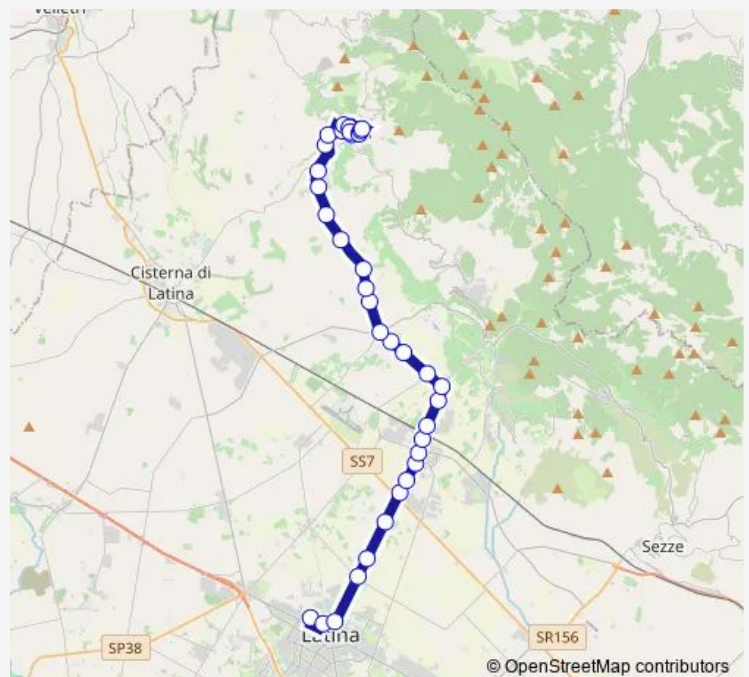 Velletri
Cisterna di
Latina
SS7
Sezze
Latina
SR156
SP38
© OpenStreetMap contributors